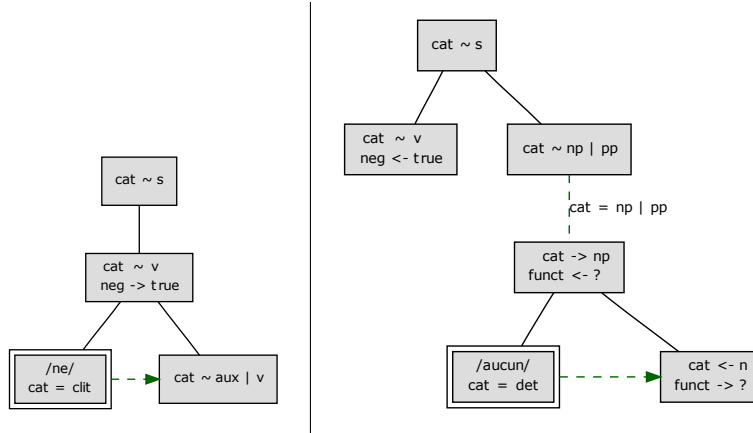 cat ~ s
cat ~ v
neg -> true
/ne/
cat = clit
cat ~ aux | v
cat ~ s
cat ~ v
neg <- true
cat ~ np | pp
cat = np | pp
cat -> np
funct <- ?
/aucun/
cat = det
cat <- n
funct -> ?